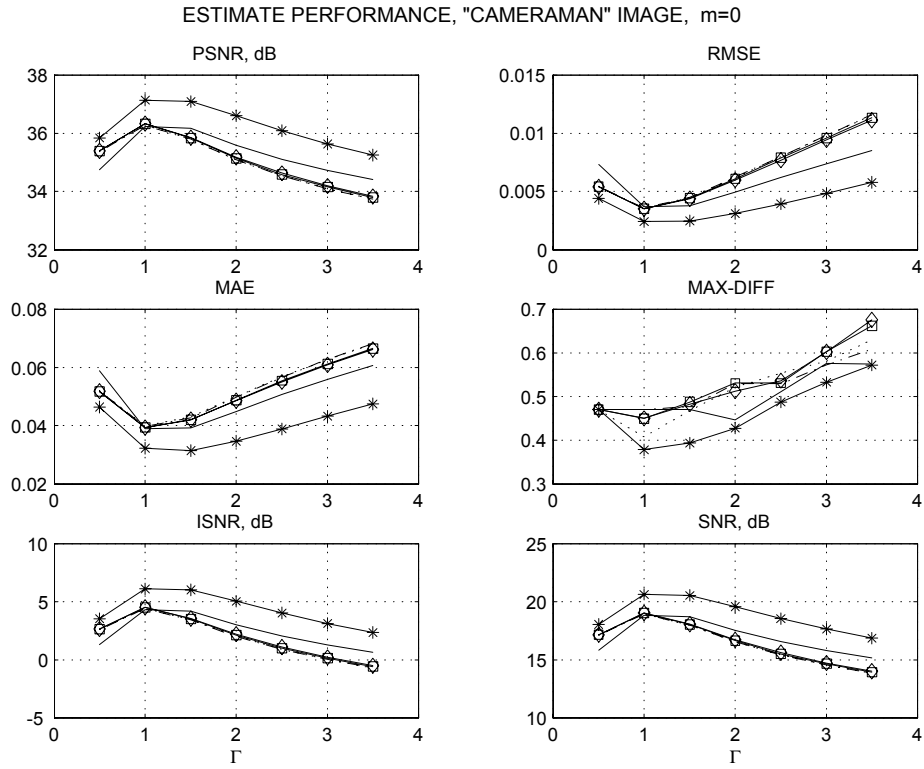 ESTIMATE PERFORMANCE, "CAMERAMAN" IMAGE, m=0
PSNR, dB
38
36
34
32
0 1 2 3 4
RMSE
0.015
0.01
0.005
0
0 1 2 3 4
MAE
0.08
0.06
0.04
0.02
0 1 2 3 4
MAX-DIFF
0.7
0.6
0.5
0.4
0.3
0 1 2 3 4
ISNR, dB
10
5
0
-5
0 1 2 3 4
Γ
SNR, dB
25
20
15
10
0 1 2 3 4
Γ